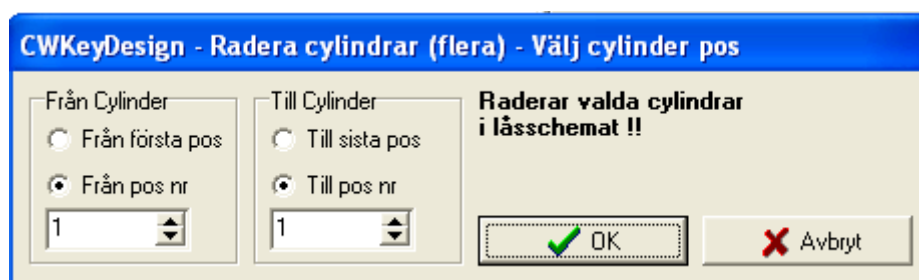 CWKeyDesign - Radera cylindrar (flera) - Välj cylinder pos
Från Cylinder
Från första pos
Från pos nr
1
Till Cylinder
Till sista pos
Till pos nr
1
Raderar valda cylindrar
i låsschemat !!
OK
Avbryt